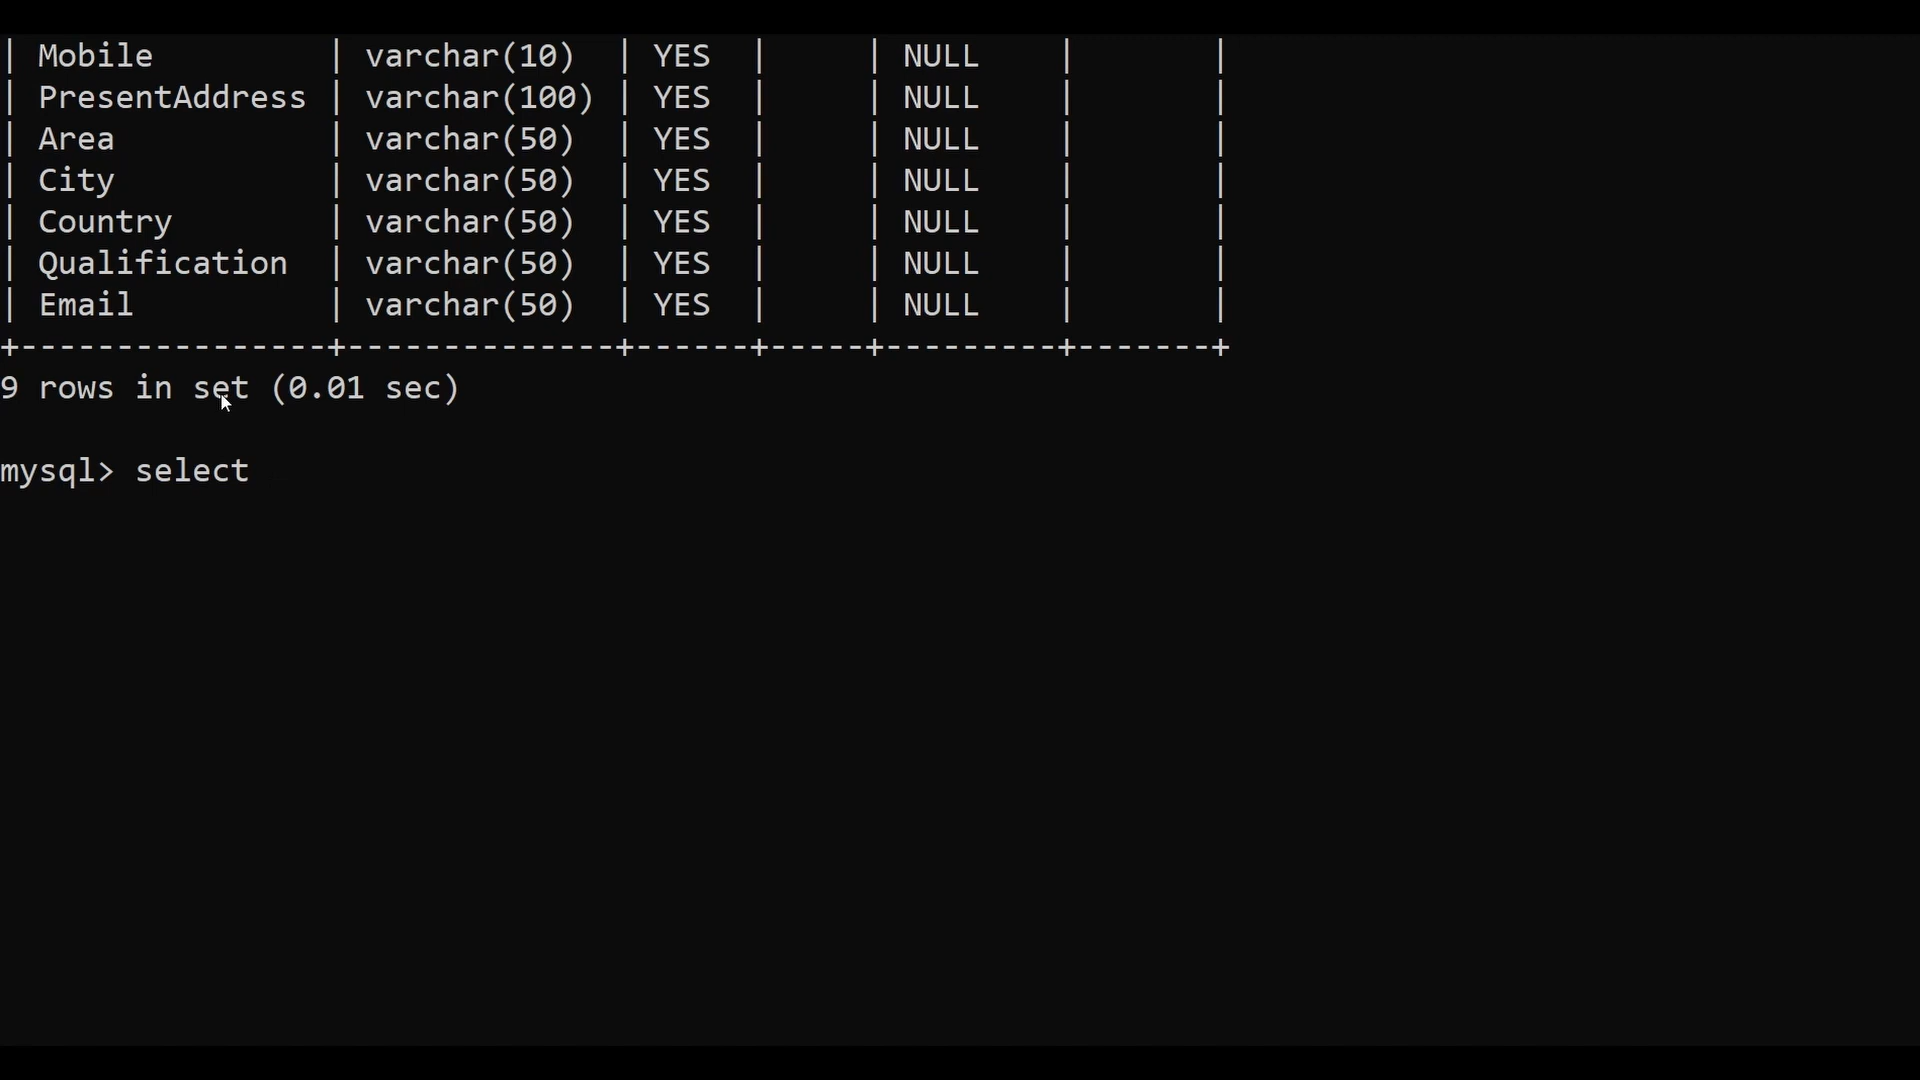 | Mobile         | varchar(10)  | YES  |     | NULL    |       |
| PresentAddress | varchar(100) | YES  |     | NULL    |       |
| Area           | varchar(50)  | YES  |     | NULL    |       |
| City           | varchar(50)  | YES  |     | NULL    |       |
| Country        | varchar(50)  | YES  |     | NULL    |       |
| Qualification  | varchar(50)  | YES  |     | NULL    |       |
| Email          | varchar(50)  | YES  |     | NULL    |       |
+----------------+--------------+------+-----+---------+-------+
9 rows in set (0.01 sec)
mysql> select